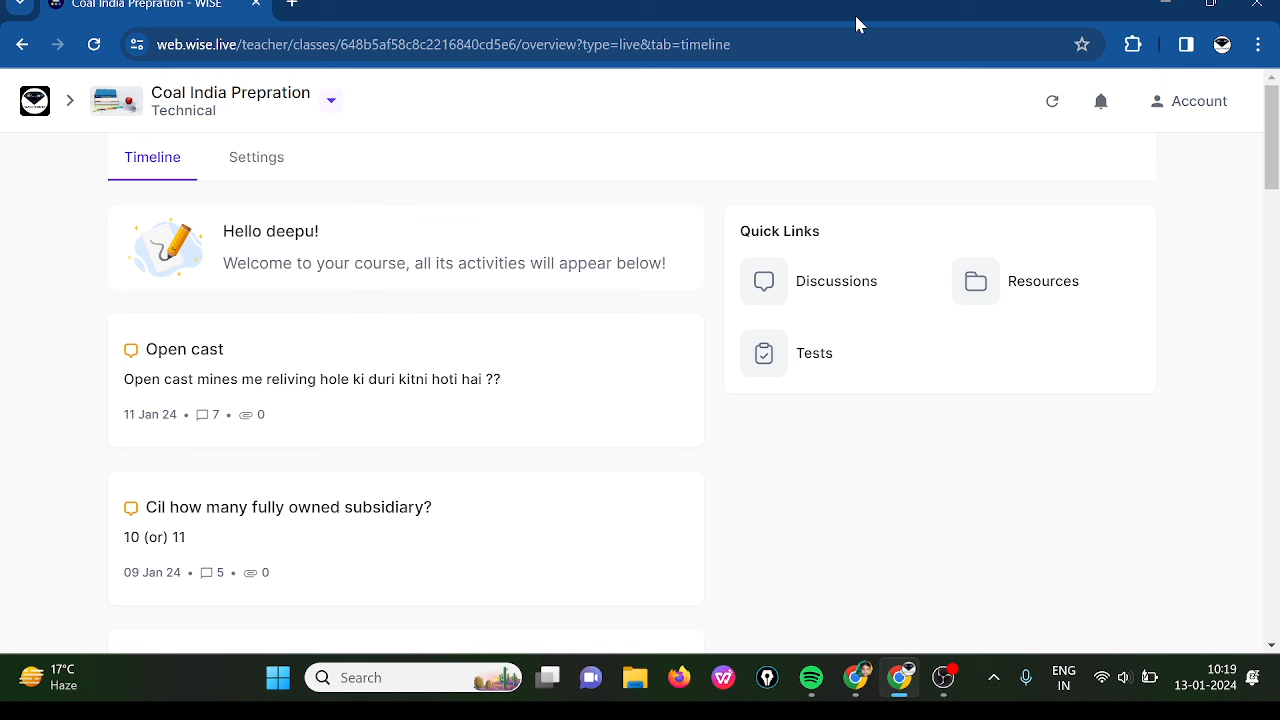 Coal India Prepration - WISE
web.wise.live/teacher/classes/648b5af58c8c2216840cd5e6/overview?type=live&tab=timeline
Coal India Prepration
Technical
Account
Timeline
Settings
Hello deepu!
Welcome to your course, all its activities will appear below!
Quick Links
Discussions
Resources
Tests
Open cast
Open cast mines me reliving hole ki duri kitni hoti hai ??
11 Jan 24 • 7 • 0
Cil how many fully owned subsidiary?
10 (or) 11
09 Jan 24 • 5 • 0
17°C
Haze
Search
ENG
IN
10:19
13-01-2024